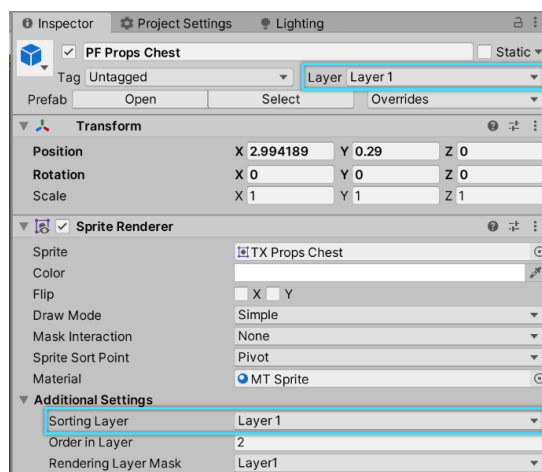 Inspector Project Settings Lighting
PF Props Chest Static
Tag Untagged Layer Layer 1
Prefab Open Select Overrides
Transform
Position X 2.994189 Y 0.29 Z 0
Rotation X 0 Y 0 Z 0
Scale X 1 Y 1 Z 1
Sprite Renderer
Sprite TX Props Chest
Color
Flip X Y
Draw Mode Simple
Mask Interaction None
Sprite Sort Point Pivot
Material MT Sprite
Additional Settings
Sorting Layer Layer 1
Order in Layer 2
Rendering Layer Mask Layer1